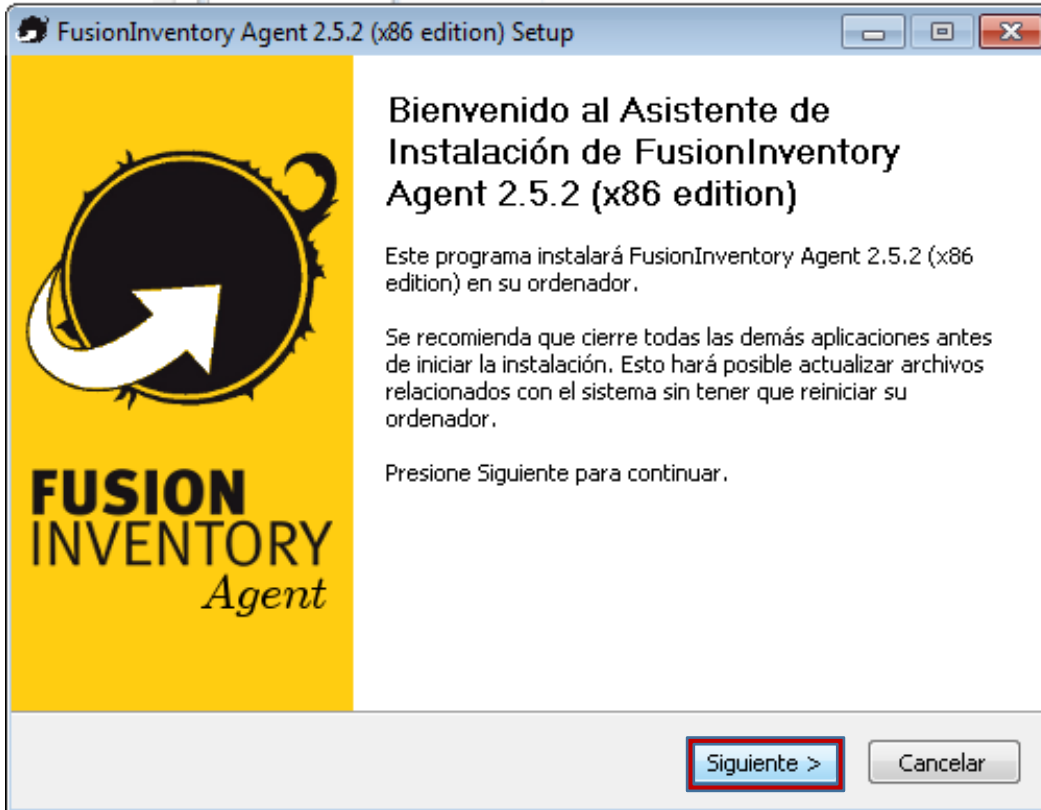 FusionInventory Agent 2.5.2 (x86 edition) Setup
Bienvenido al Asistente de
Instalación de FusionInventory
Agent 2.5.2 (x86 edition)
Este programa instalará FusionInventory Agent 2.5.2 (x86
edition) en su ordenador.
Se recomienda que cierre todas las demás aplicaciones antes
de iniciar la instalación. Esto hará posible actualizar archivos
relacionados con el sistema sin tener que reiniciar su
ordenador.
Presione Siguiente para continuar.
FUSION
INVENTORY
Agent
Siguiente >
Cancelar